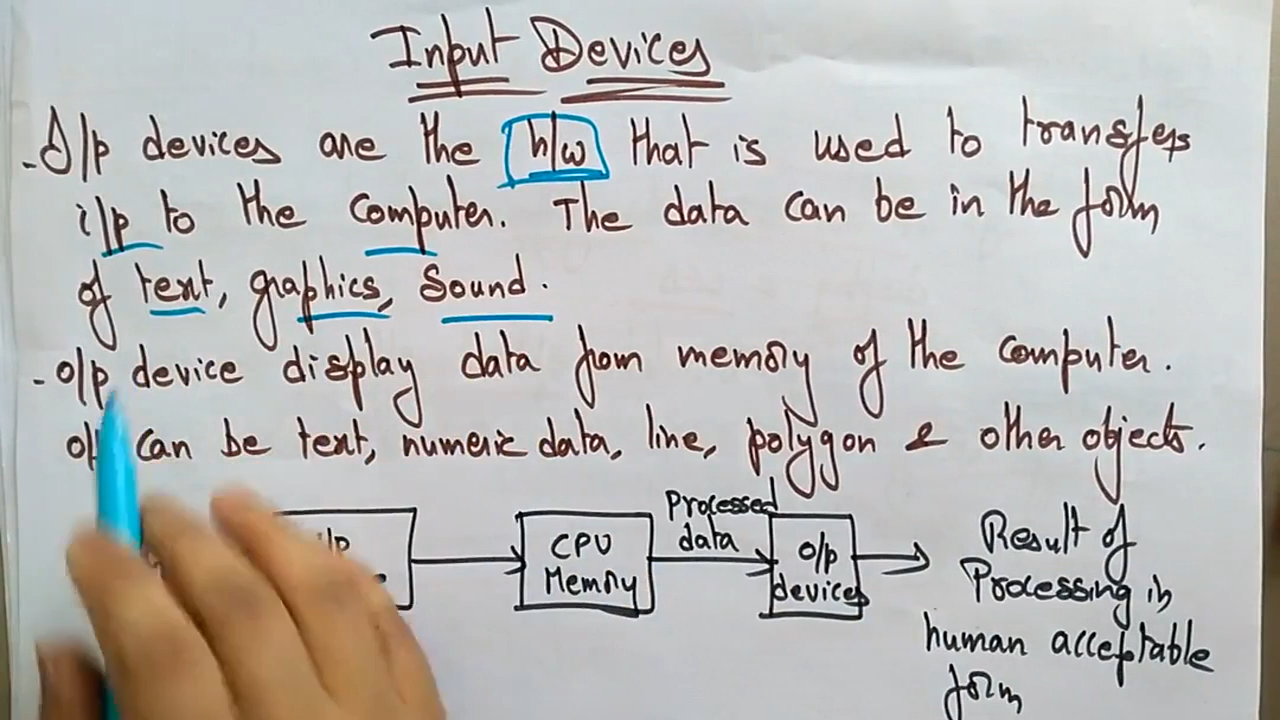 Input Devices
- I/p devices are the h/w that is used to transfers
i/p to the computer. The data can be in the form
of text, graphics, sound.
- o/p device display data from memory of the computer.
can be text, numeric data, line, polygon & other objects.
i/p
CPU
Memory
Processed
data
o/p
devices
Result of
Processing in
human acceptable
form